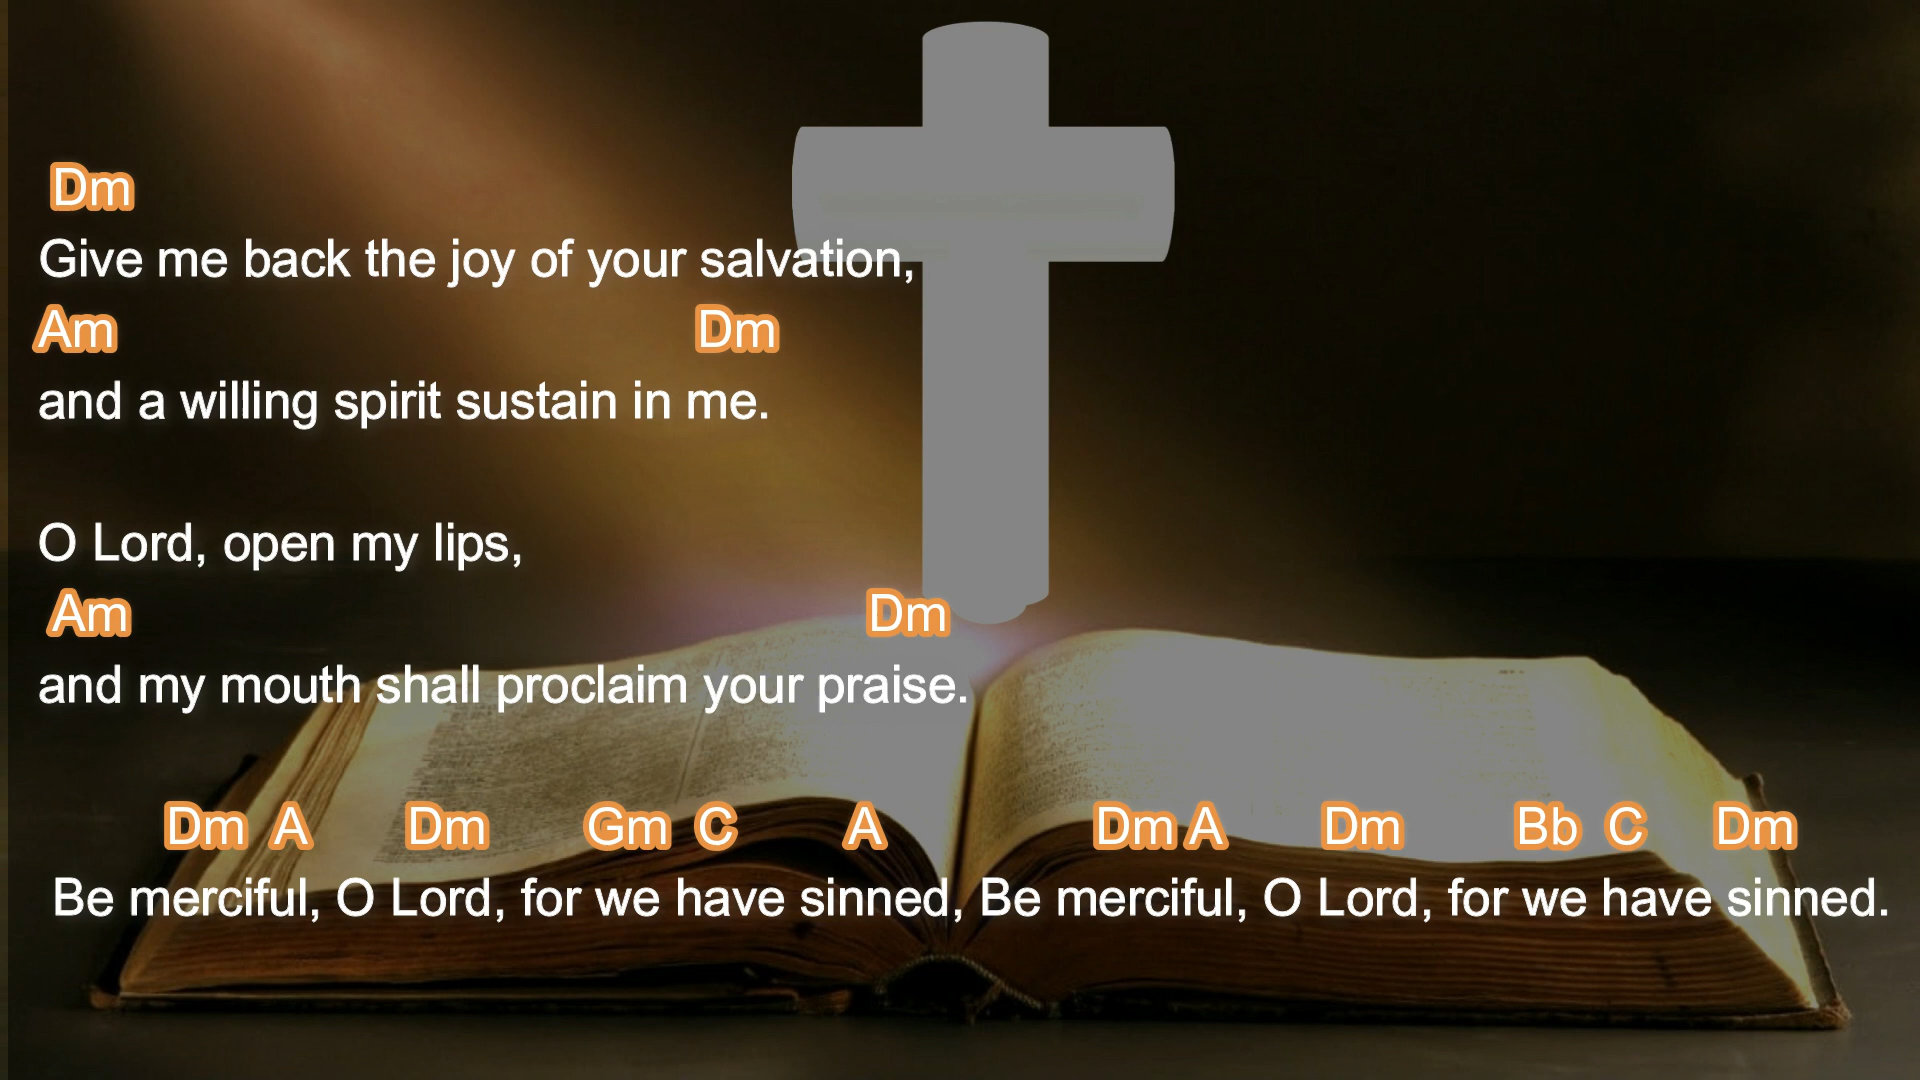 Dm
Give me back the joy of your salvation,
Am Dm
and a willing spirit sustain in me.
O Lord, open my lips,
Am Dm
and my mouth shall proclaim your praise.
Dm A Dm Gm C A Dm A Dm Bb C Dm
Be merciful, O Lord, for we have sinned, Be merciful, O Lord, for we have sinned.